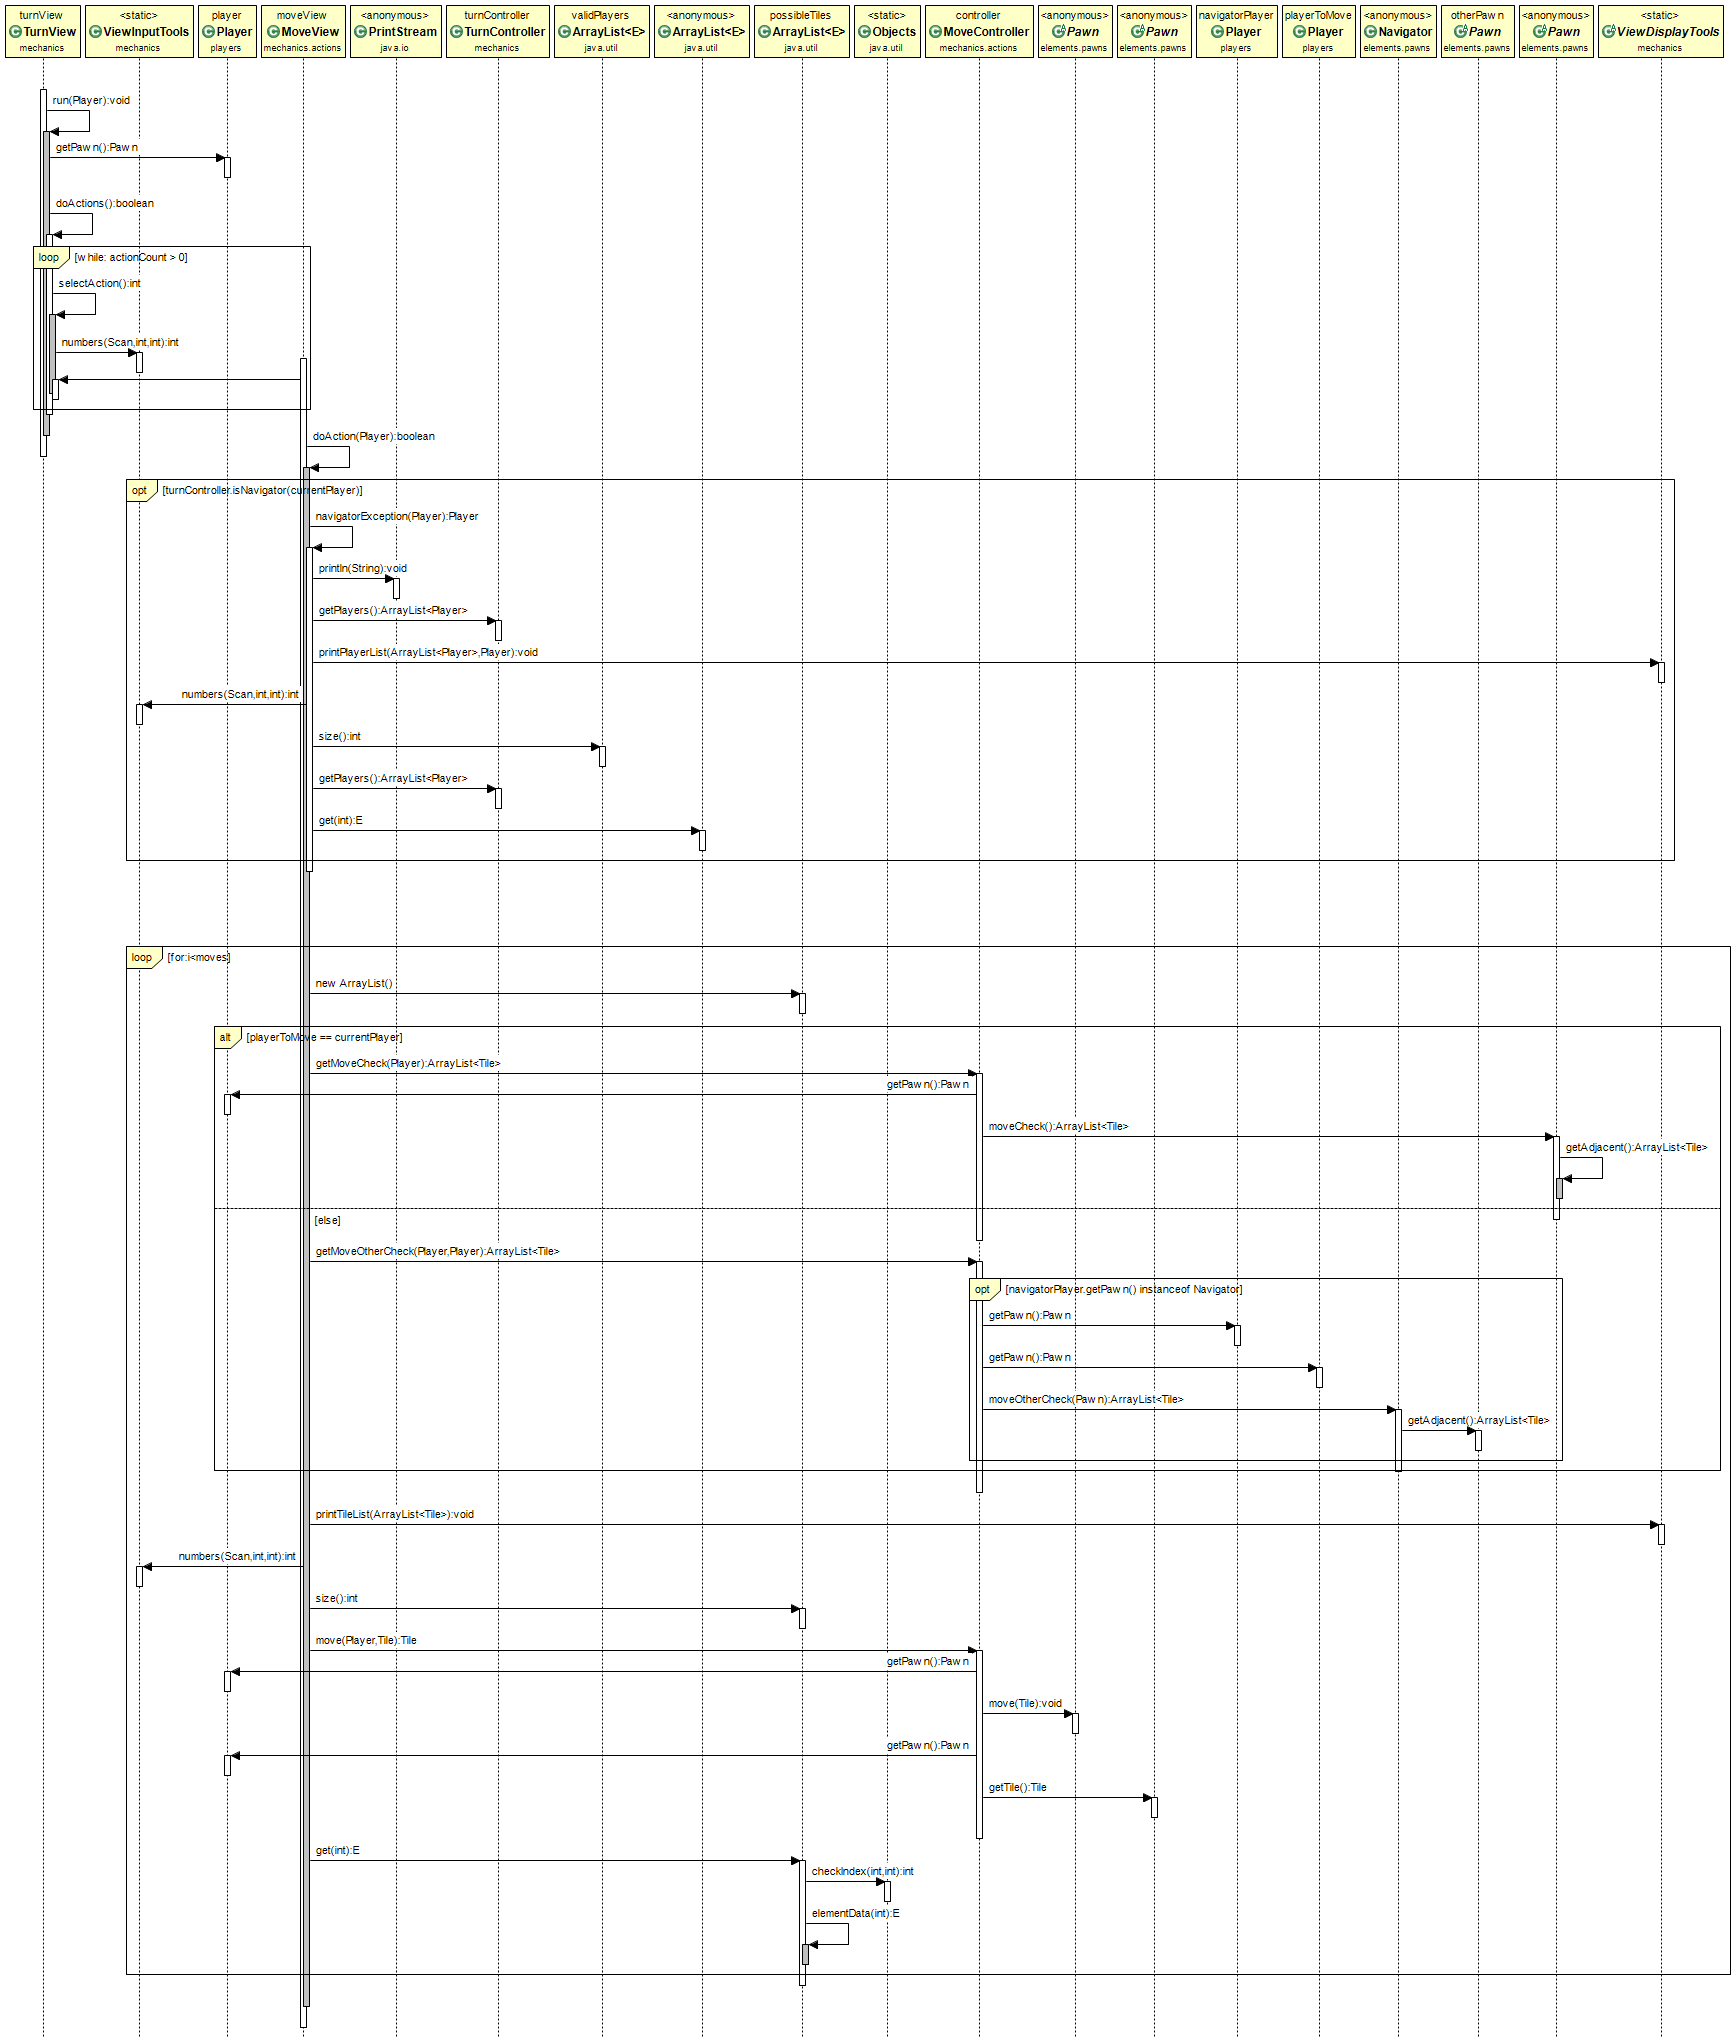 turnView
TurnView
mechanics
<static>
ViewInputTools
mechanics
player
Player
players
moveView
MoveView
mechanics.actions
<anonymous>
PrintStream
java.io
turnController
TurnController
mechanics
validPlayers
ArrayList<E>
java.util
<anonymous>
ArrayList<E>
java.util
possibleTiles
ArrayList<E>
java.util
<static>
Objects
java.util
controller
MoveController
mechanics.actions
<anonymous>
Pawn
elements.pawns
<anonymous>
Pawn
elements.pawns
navigatorPlayer
Player
players
playerToMove
Player
players
<anonymous>
Navigator
elements.pawns
otherPawn
Pawn
elements.pawns
<anonymous>
Pawn
elements.pawns
<static>
ViewDisplayTools
mechanics
run(Player):void
getPawn():Pawn
doActions():boolean
loop [while: actionCount > 0]
selectAction():int
numbers(Scan,int,int):int
doAction(Player):boolean
opt [turnController.isNavigator(currentPlayer)]
navigatorException(Player):Player
println(String):void
getPlayers():ArrayList<Player>
printPlayerList(ArrayList<Player>,Player):void
numbers(Scan,int,int):int
size():int
getPlayers():ArrayList<Player>
get(int):E
loop [for:i<moves]
new ArrayList()
alt [playerToMove == currentPlayer]
getMoveCheck(Player):ArrayList<Tile>
getPawn():Pawn
moveCheck():ArrayList<Tile>
getAdjacent():ArrayList<Tile>
[else]
getMoveOtherCheck(Player,Player):ArrayList<Tile>
opt [navigatorPlayer.getPawn() instanceof Navigator]
getPawn():Pawn
getPawn():Pawn
moveOtherCheck(Pawn):ArrayList<Tile>
getAdjacent():ArrayList<Tile>
printTileList(ArrayList<Tile>):void
numbers(Scan,int,int):int
size():int
move(Player,Tile):Tile
getPawn():Pawn
move(Tile):void
getPawn():Pawn
getTile():Tile
get(int):E
checkIndex(int,int):int
elementData(int):E